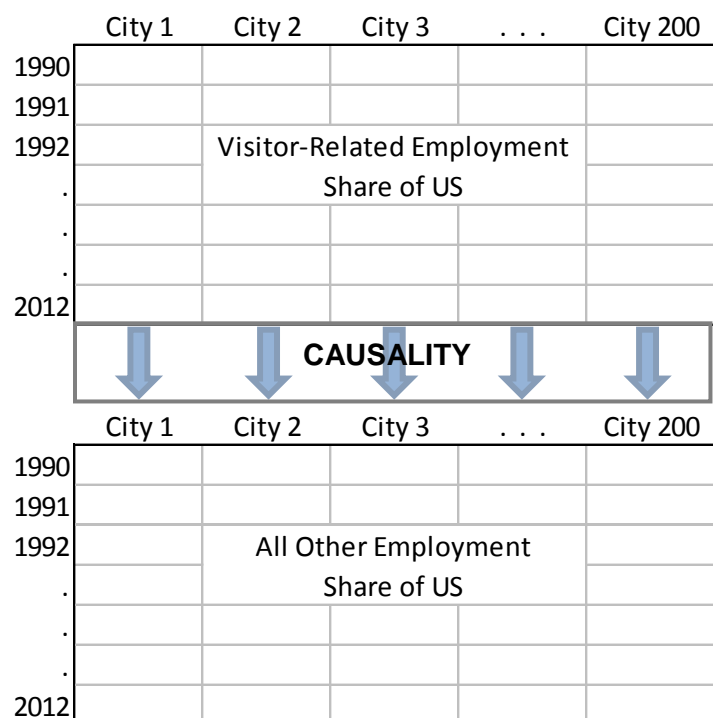 City 1 City 2 City 3 . . . City 200
1990
1991
1992 Visitor-Related Employment
. Share of US
.
.
2012
CAUSALITY
City 1 City 2 City 3 . . . City 200
1990
1991
1992 All Other Employment
. Share of US
.
.
2012